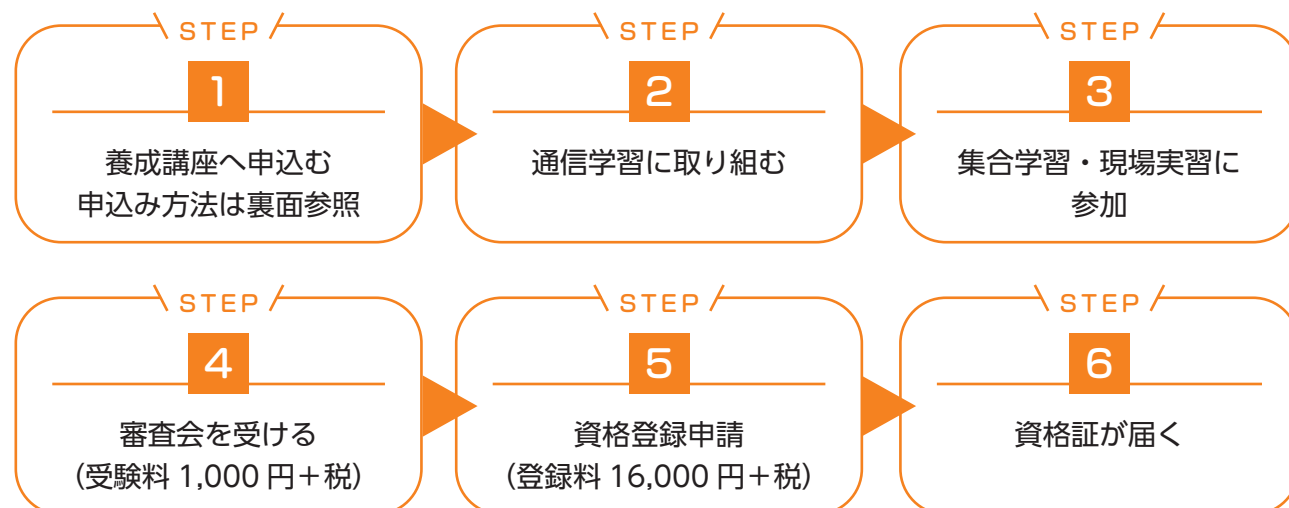 STEP
1
養成講座へ申込む
申込み方法は裏面参照
STEP
2
通信学習に取り組む
STEP
3
集合学習・現場実習に
参加
STEP
4
審査会を受ける
（受験料 1,000 円＋税）
STEP
5
資格登録申請
（登録料 16,000 円＋税）
STEP
6
資格証が届く